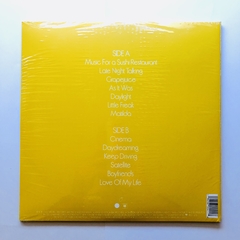 SIDE A
Music For a Sushi Restaurant
Late Night Talking
Grapejuice
As It Was
Daylight
Little Freak
Matilda
SIDE B
Cinema
Daydreaming
Keep Driving
Satellite
Boyfriends
Love Of My Life